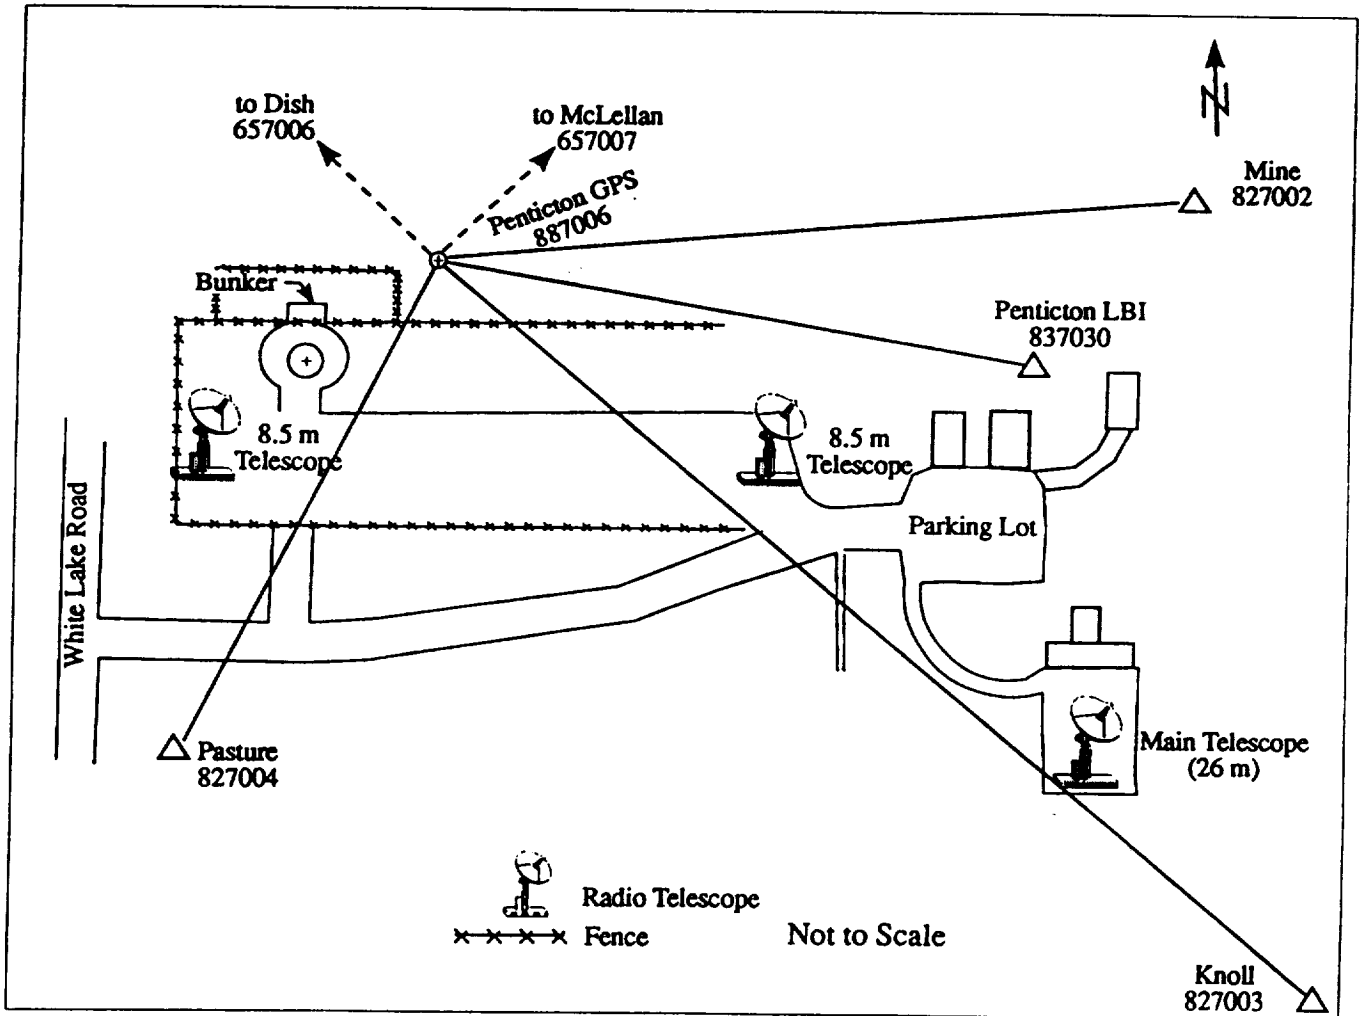 to Dish
657006
to McLellan
657007
Penticton GPS
887006
N
Mine
827002
Bunker
Penticton LBI
837030
8.5 m
Telescope
8.5 m
Telescope
Parking Lot
White Lake Road
Pasture
827004
Main Telescope
(26 m)
Radio Telescope
Fence
Not to Scale
Knoll
827003